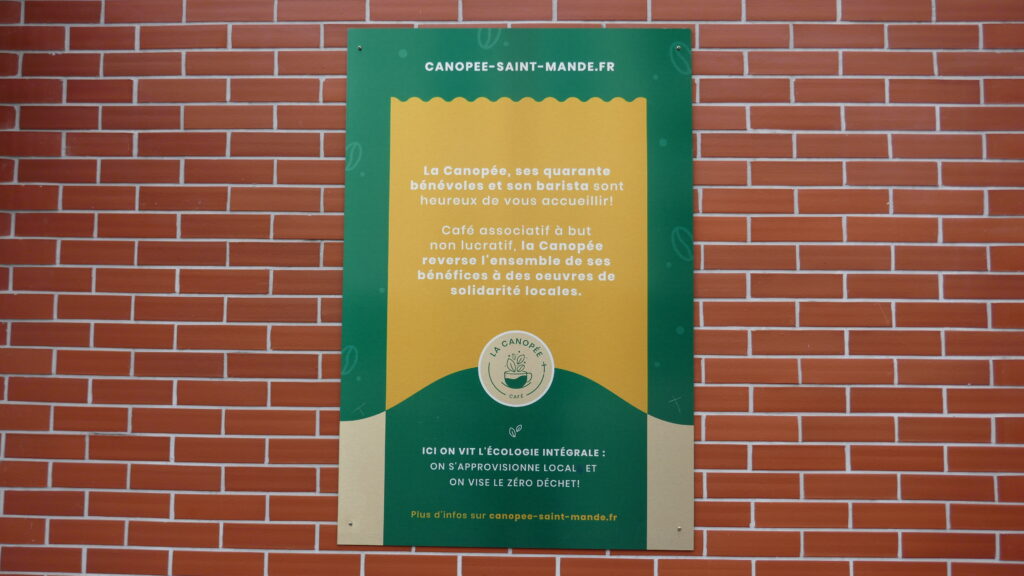 CANOPEE-SAINT-MANDE.FR
La Canopée, ses quarante
bénévoles et son barista sont
heureux de vous accueillir!
Café associatif à but
non lucratif, la Canopée
reverse l'ensemble de ses
bénéfices à des oeuvres de
solidarité locales.
LA CANOPÉE
CAFÉ
ICI ON VIT L'ÉCOLOGIE INTÉGRALE :
ON S'APPROVISIONNE LOCAL ET
ON VISE LE ZÉRO DÉCHET!
Plus d'infos sur canopee-saint-mande.fr